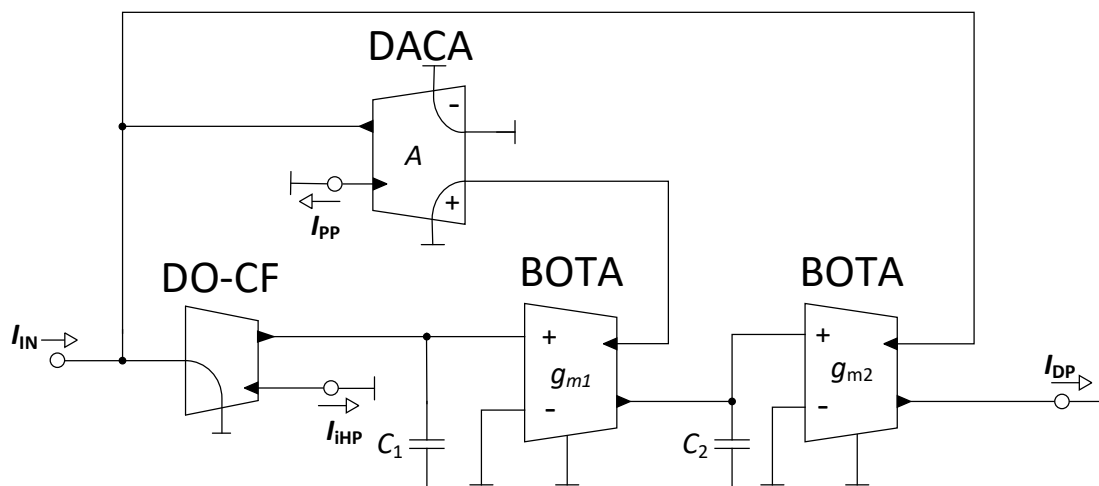 DACA
-
A
+
I_PP
DO-CF
BOTA
BOTA
I_IN
+
g_m1
-
+
g_m2
-
I_DP
I_iHP
C_1
C_2